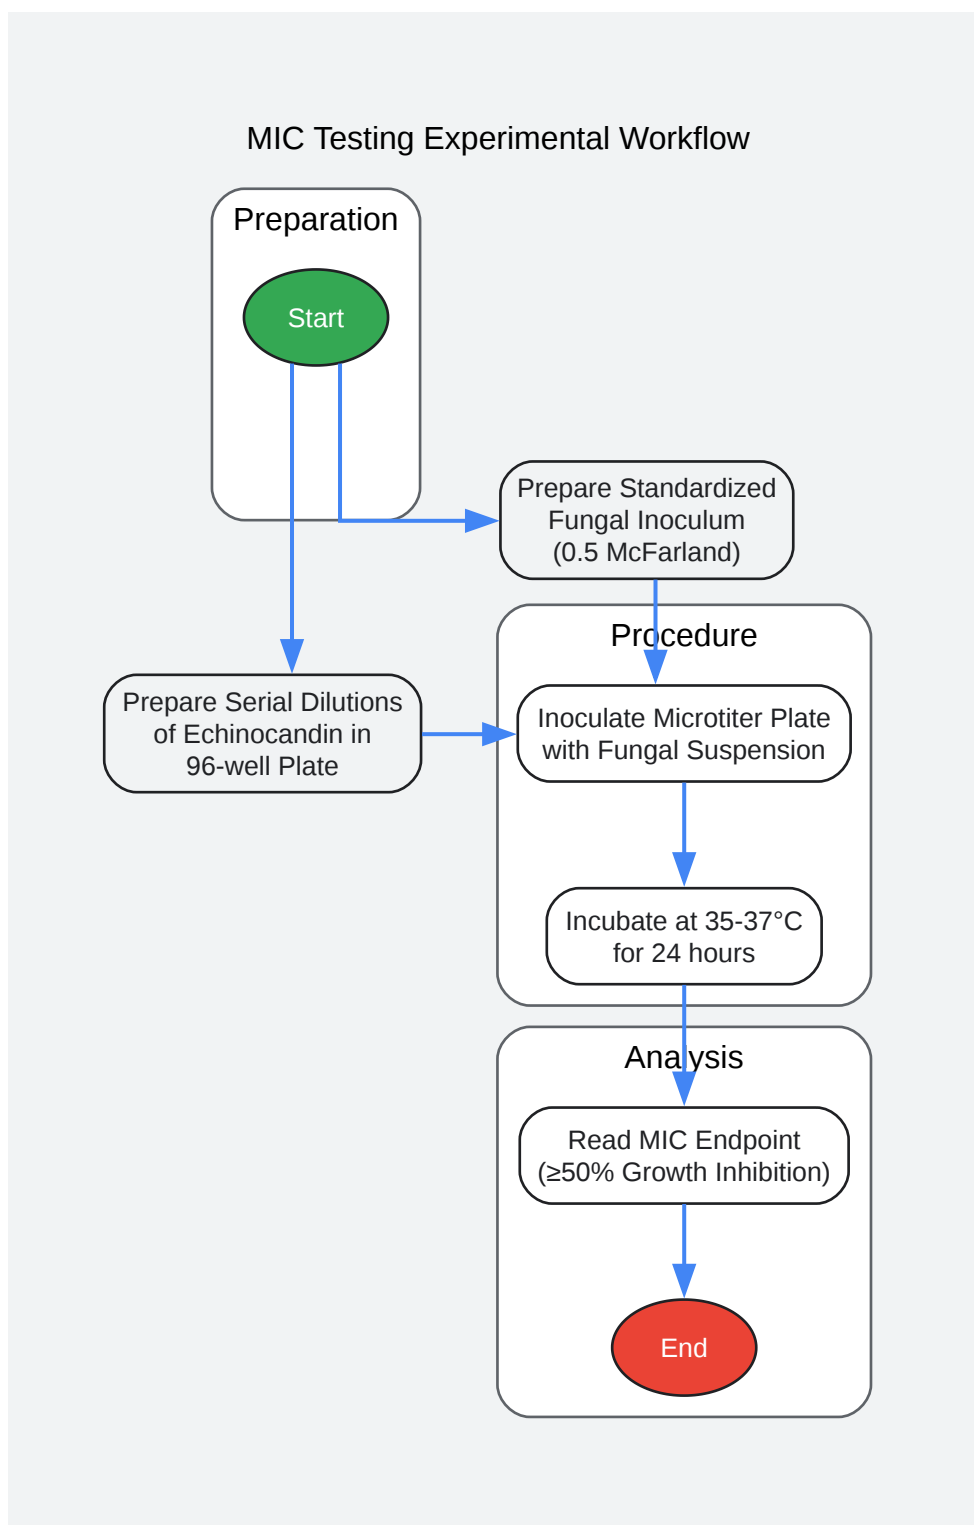 MIC Testing Experimental Workflow
Preparation
Start
Prepare Standardized
Fungal Inoculum
(0.5 McFarland)
Procedure
Prepare Serial Dilutions
of Echinocandin in
96-well Plate
Inoculate Microtiter Plate
with Fungal Suspension
Incubate at 35-37°C
for 24 hours
Analysis
Read MIC Endpoint
(≥50% Growth Inhibition)
End